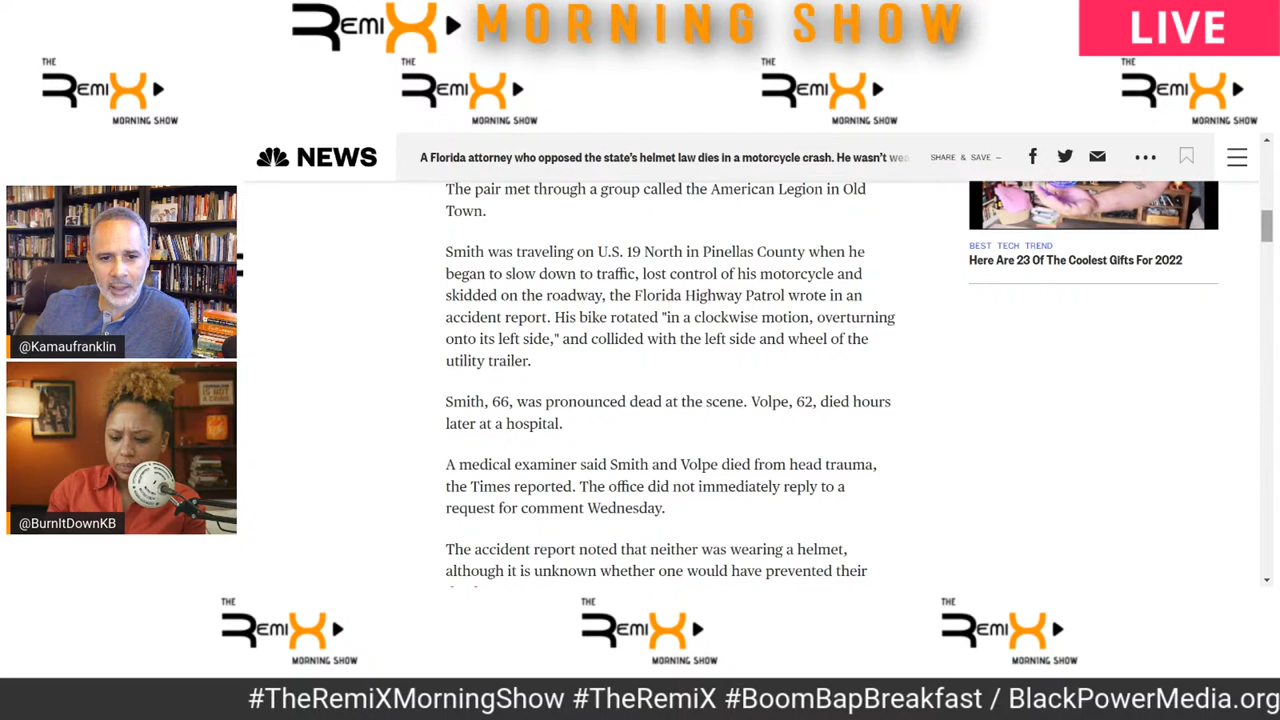 REMIX MORNING SHOW
LIVE
THE
REMIX
MORNING SHOW
THE
REMIX
MORNING SHOW
THE
REMIX
MORNING SHOW
THE
REMIX
MORNING SHOW
NEWS
A Florida attorney who opposed the state's helmet law dies in a motorcycle crash. He wasn't wea
SHARE & SAVE —
The pair met through a group called the American Legion in Old
Town.
Smith was traveling on U.S. 19 North in Pinellas County when he
began to slow down to traffic, lost control of his motorcycle and
skidded on the roadway, the Florida Highway Patrol wrote in an
accident report. His bike rotated "in a clockwise motion, overturning
onto its left side," and collided with the left side and wheel of the
utility trailer.
Smith, 66, was pronounced dead at the scene. Volpe, 62, died hours
later at a hospital.
A medical examiner said Smith and Volpe died from head trauma,
the Times reported. The office did not immediately reply to a
request for comment Wednesday.
The accident report noted that neither was wearing a helmet,
although it is unknown whether one would have prevented their
BEST TECH TREND
Here Are 23 Of The Coolest Gifts For 2022
@Kamaufranklin
JOURNALISM
IS NOT
A CRIME
@BurnItDownKB
THE
REMIX
MORNING SHOW
THE
REMIX
MORNING SHOW
THE
REMIX
MORNING SHOW
#TheRemiXMorningShow #TheRemiX #BoomBapBreakfast / BlackPowerMedia.org